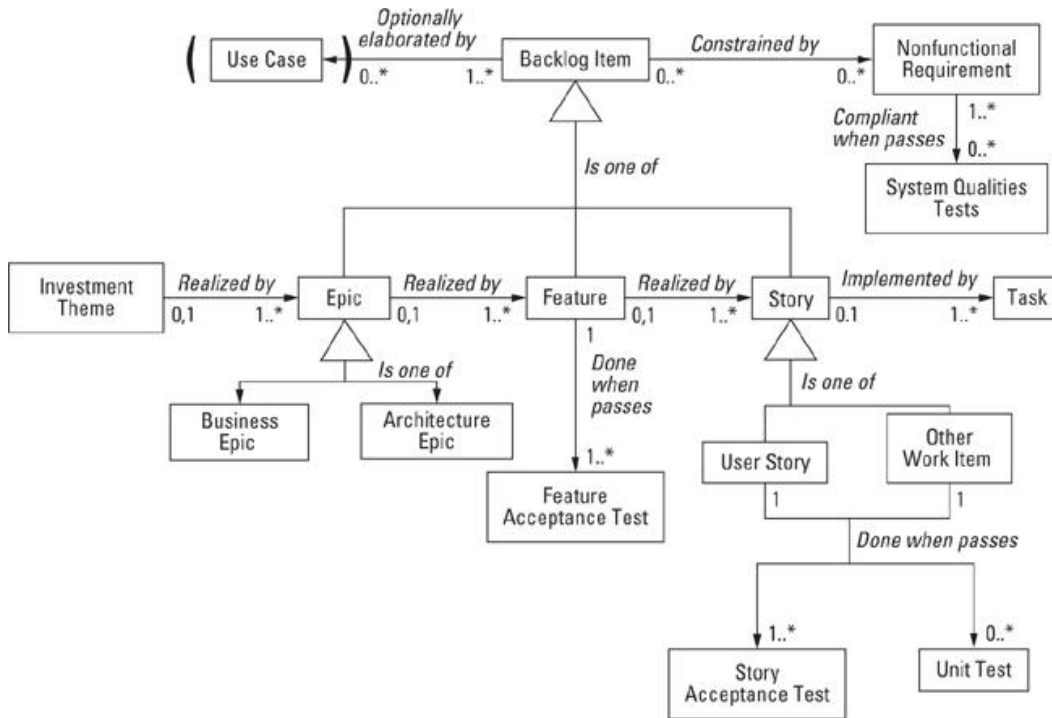 Optionally
elaborated by
( Use Case )
0..*
1..*
Backlog Item
Constrained by
0..*
0..*
Nonfunctional
Requirement
Compliant
when passes
1..*
0..*
System Qualities
Tests
Is one of
Investment
Theme
Realized by
0,1
1..*
Epic
Realized by
0,1
1..*
Feature
Realized by
0,1
1..*
Story
Implemented by
0.1
1..*
Task
Is one of
Business
Epic
Architecture
Epic
1
Done
when
passes
1..*
Feature
Acceptance Test
Is one of
User Story
Other
Work Item
1
1
Done when passes
1..*
0..*
Story
Acceptance Test
Unit Test